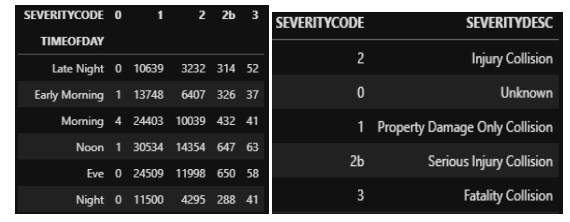 SEVERITYCODE 0 1 2 2b 3
TIMEOFDAY
Late Night 0 10639 3232 314 52
Early Morning 1 13748 6407 326 37
Morning 4 24403 10039 432 41
Noon 1 30534 14354 647 63
Eve 0 24509 11998 650 58
Night 0 11500 4295 288 41
SEVERITYCODE SEVERITYDESC
2 Injury Collision
0 Unknown
1 Property Damage Only Collision
2b Serious Injury Collision
3 Fatality Collision